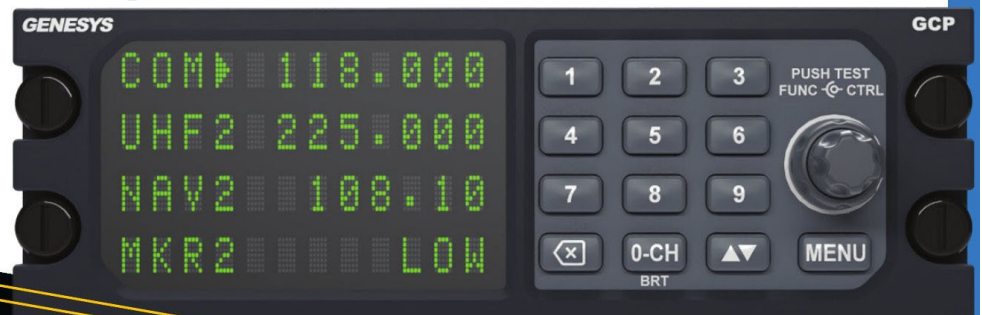 GENESYS GCP
COM▶ 118.000
UHF2 225.000
NAV2 108.10
MKR2 LOW
1 2 3
4 5 6
7 8 9
0-CH ▲▼ MENU
BRT
PUSH TEST
FUNC CTRL